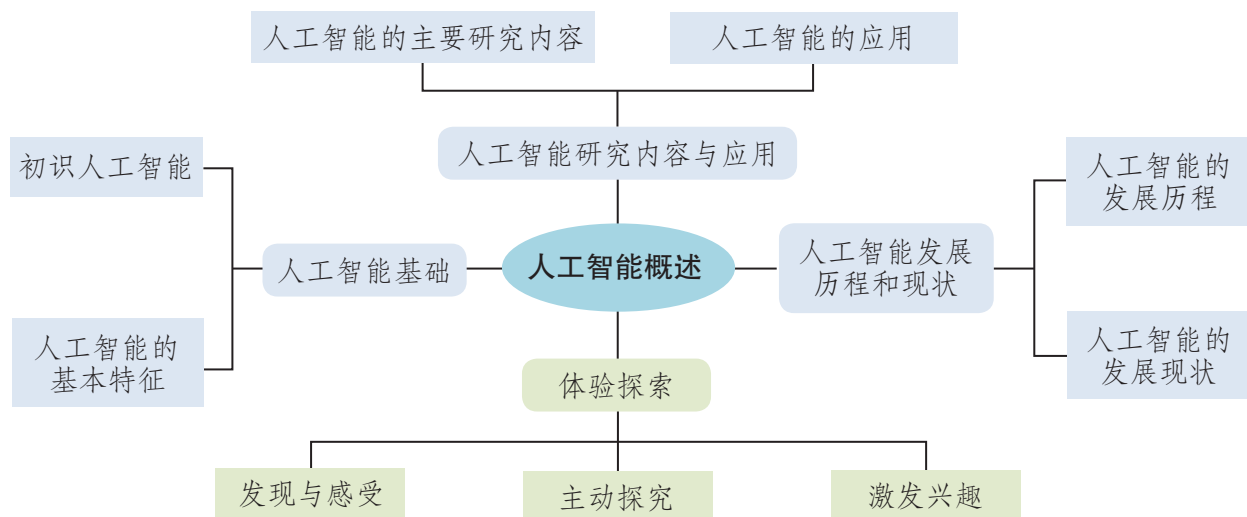 人工智能的主要研究内容
人工智能的应用
人工智能研究内容与应用
初识人工智能
人工智能基础
人工智能的
基本特征
人工智能概述
人工智能发展
历程和现状
人工智能的
发展历程
人工智能的
发展现状
体验探索
发现与感受
主动探究
激发兴趣